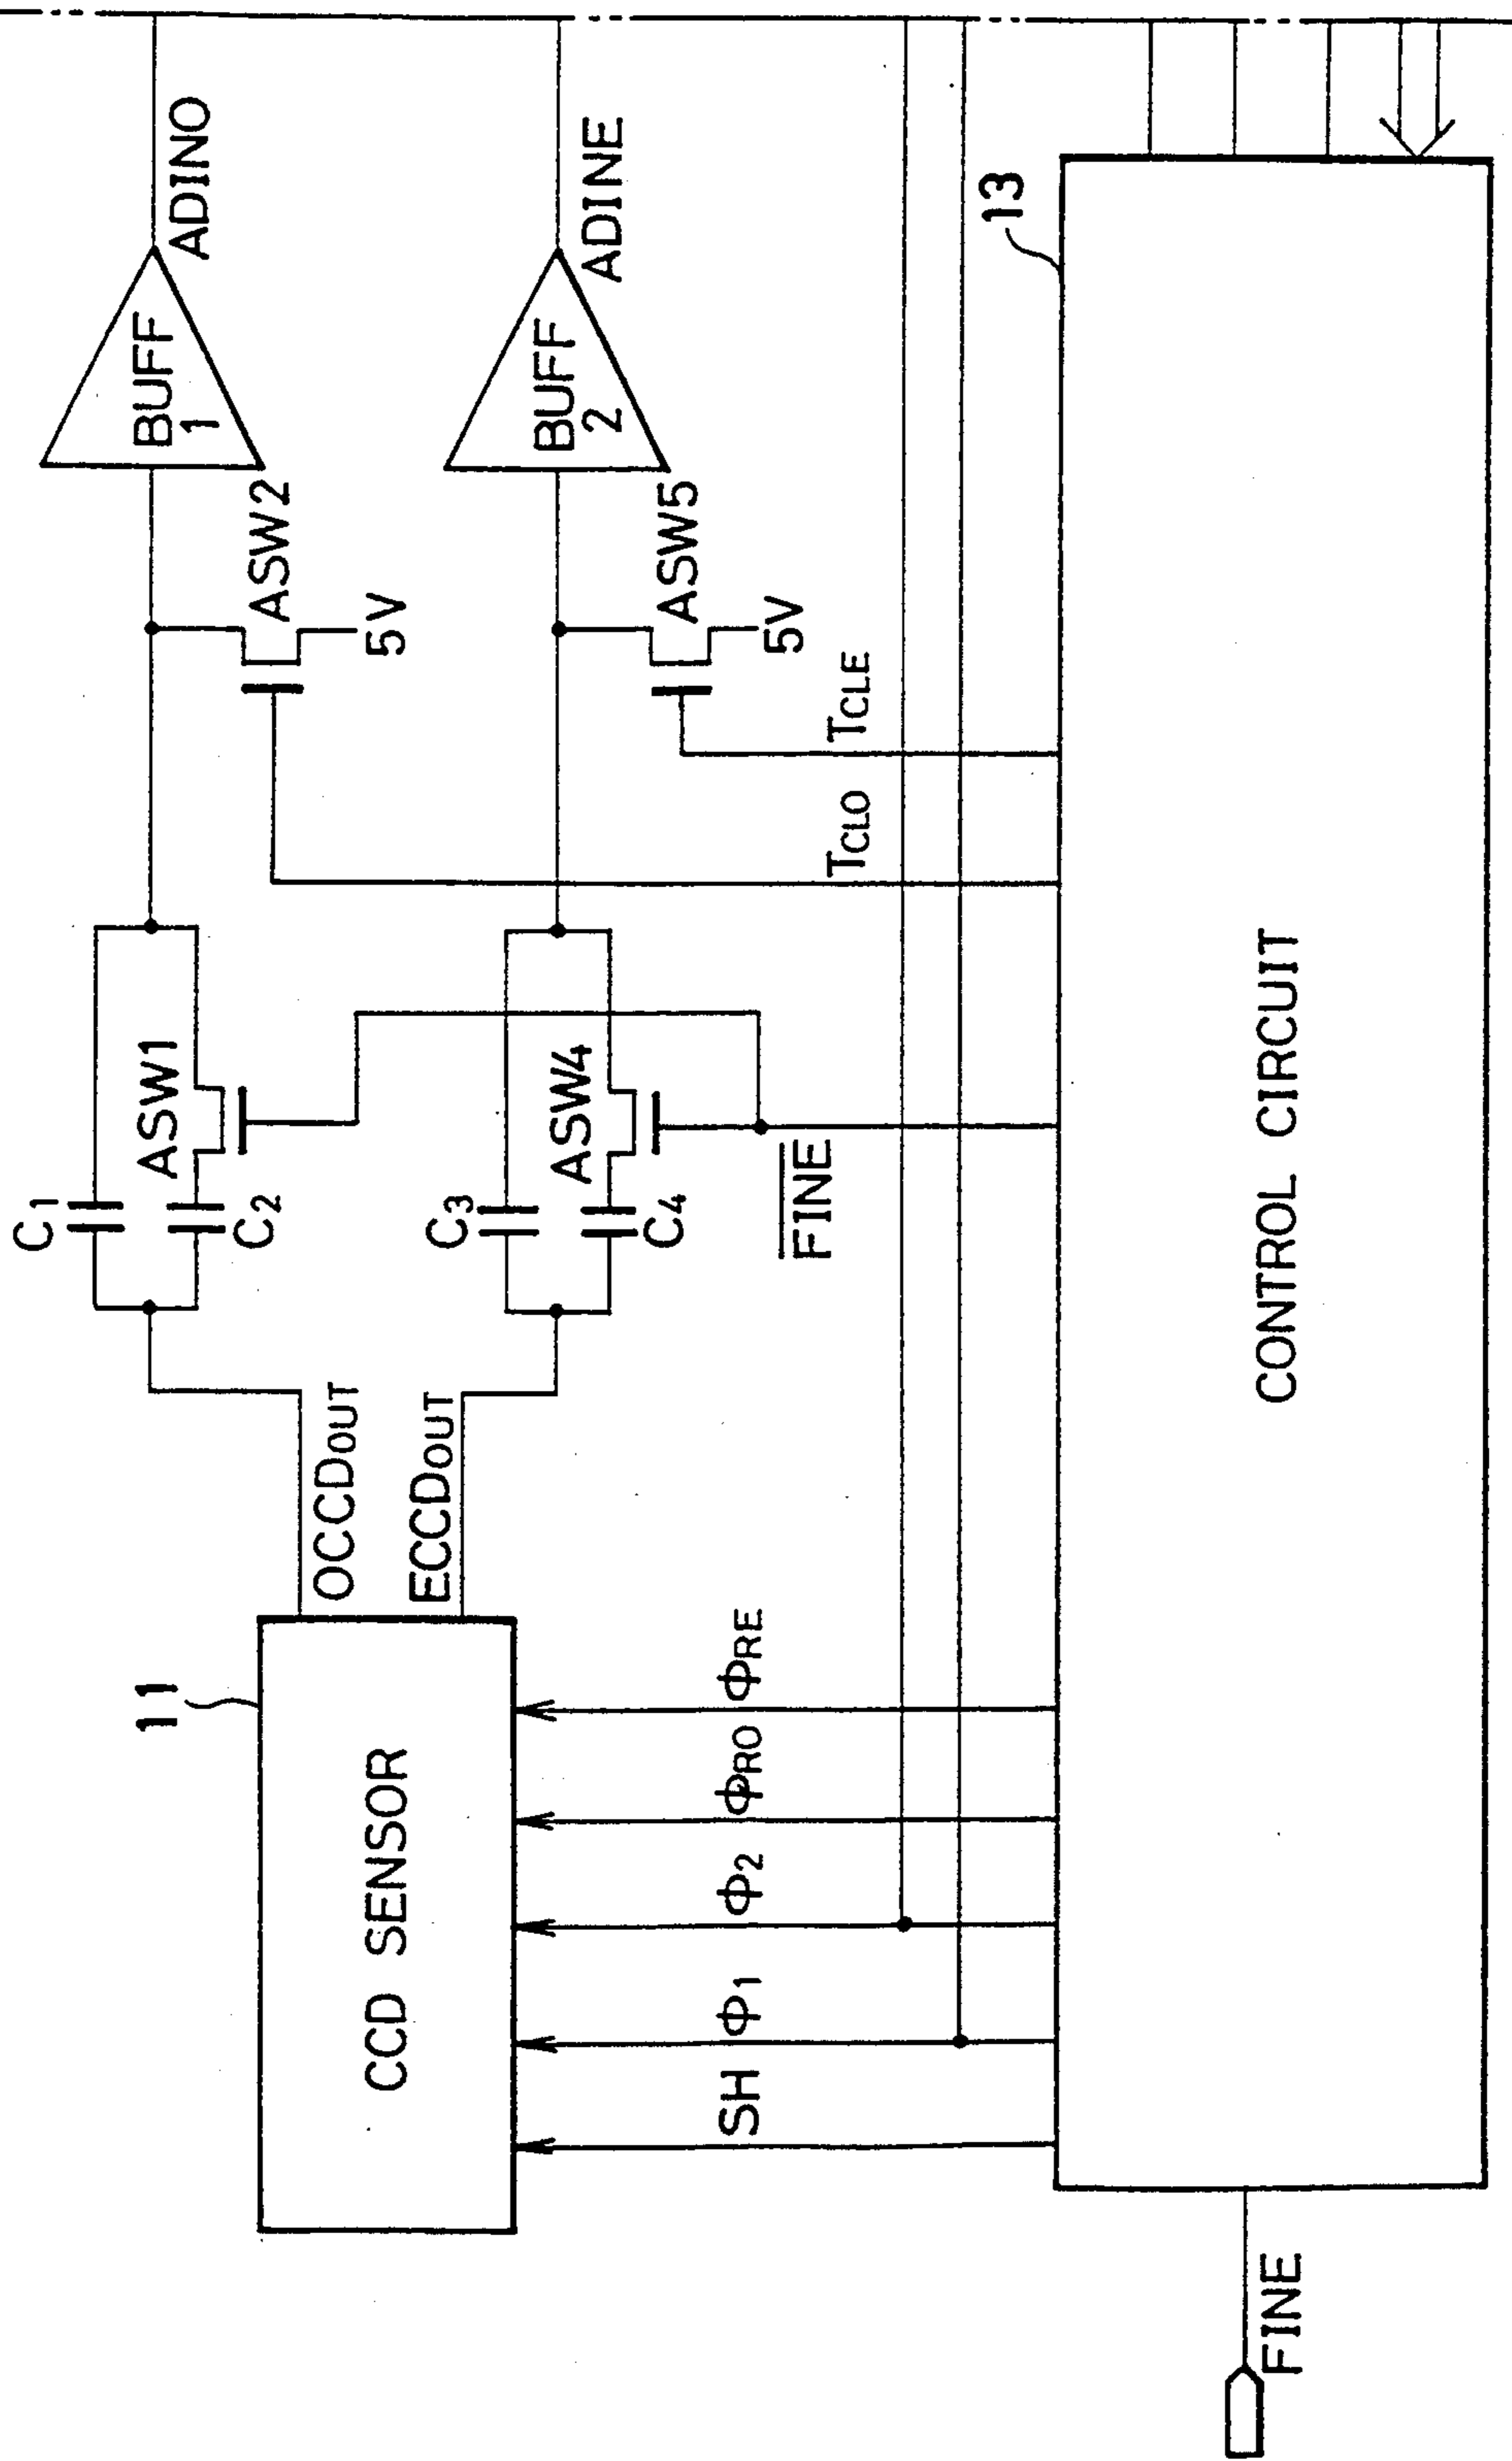 11
CCD SENSOR
OCCDOUT
ECCDOUT
C1
C2
ASW1
C3
C4
ASW4
ASW2
5V
ASW5
5V
BUFF
1
BUFF
2
ADINO
ADINE
SH
Φ1
Φ2
ΦRO
ΦRE
F̅I̅N̅E̅
TCLO
TCLE
13
CONTROL CIRCUIT
FINE